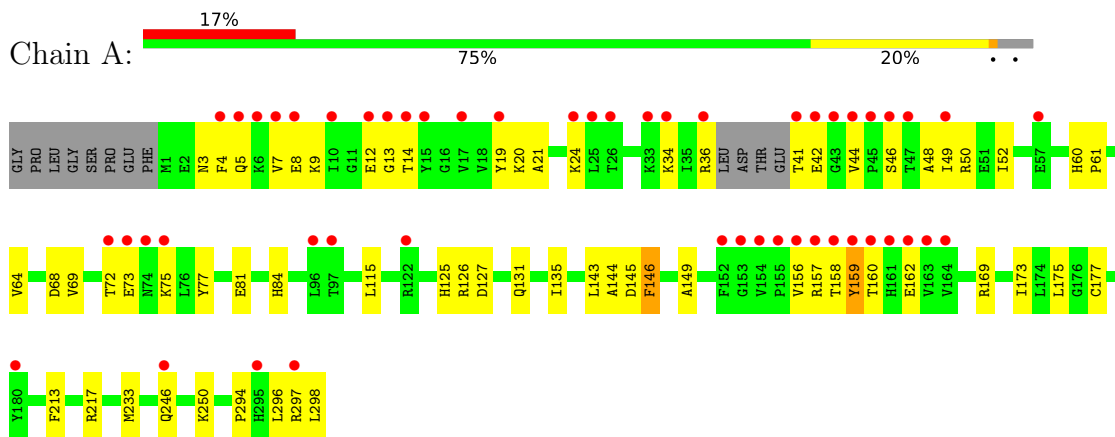 17%
Chain A:
75% 20% . .
GLY PRO LEU GLY SER PRO GLU PHE M1 E2 N3 F4 Q5 K6 V7 E8 K9 I10 G11 E12 G13 T14 Y15 G16 V17 V18 Y19 K20 A21 K24 L25 T26 K33 K34 I35 R36 LEU ASP THR GLU T41 E42 G43 V44 P45 S46 T47 A48 I49 R50 E51 I52 E57 H60 P61
V64 D68 V69 T72 E73 N74 K75 L76 Y77 E81 H84 L96 T97 L115 R122 H125 R126 D127 Q131 I135 L143 A144 D145 F146 A149 F152 G153 V154 P155 V156 R157 T158 Y159 T160 H161 E162 V163 V164 R169 I173 L174 L175 G176 C177
Y180 F213 R217 M233 Q246 K250 P294 H295 L296 R297 L298